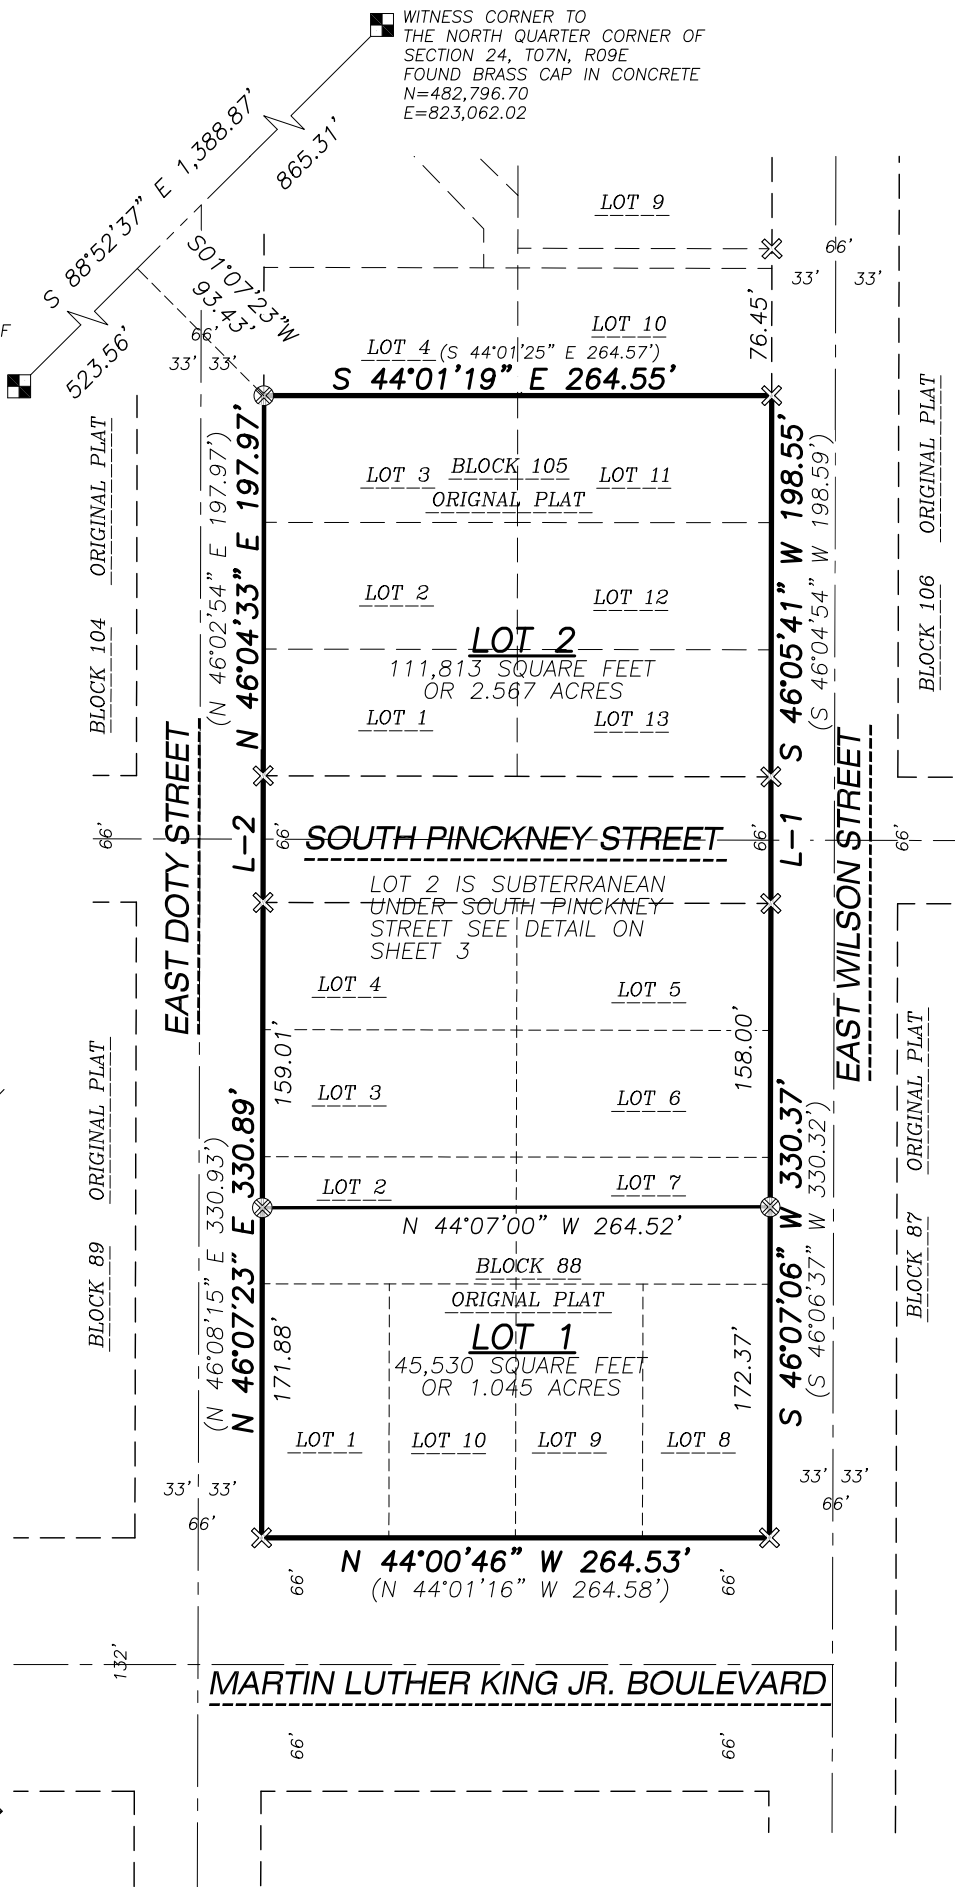 WITNESS CORNER TO
THE NORTH QUARTER CORNER OF
SECTION 24, T07N, R09E
FOUND BRASS CAP IN CONCRETE
N=482,796.70
E=823,062.02
S 88°52'37" E 1,388.87'
865.31'
523.56'
S01°07'23"W
93.43'
F
LOT 9
66'
33' 33'
76.45'
LOT 10
66'
33' 33'
LOT 4 (S 44°01'25" E 264.57')
S 44°01'19" E 264.55'
BLOCK 104 ORIGINAL PLAT
(N 46°02'54" E 197.97')
N 46°04'33" E 197.97'
LOT 3
BLOCK 105
ORIGNAL PLAT
LOT 11
S 46°05'41" W 198.55'
(S 46°04'54" W 198.59')
BLOCK 106 ORIGINAL PLAT
LOT 2
LOT 12
LOT 2
111,813 SQUARE FEET
OR 2.567 ACRES
LOT 1
LOT 13
EAST DOTY STREET
EAST WILSON STREET
66'
L-2
66'
SOUTH PINCKNEY STREET
66'
L-1
66'
LOT 2 IS SUBTERRANEAN
UNDER SOUTH PINCKNEY
STREET SEE DETAIL ON
SHEET 3
LOT 4
LOT 5
159.01'
158.00'
LOT 3
LOT 6
BLOCK 89 ORIGINAL PLAT
(N 46°08'15" E 330.93')
N 46°07'23" E 330.89'
S 46°07'06" W 330.37'
(S 46°06'37" W 330.32')
BLOCK 87 ORIGINAL PLAT
LOT 2
LOT 7
N 44°07'00" W 264.52'
BLOCK 88
ORIGNAL PLAT
LOT 1
45,530 SQUARE FEET
OR 1.045 ACRES
171.88'
172.37'
LOT 1
LOT 10
LOT 9
LOT 8
33' 33'
66'
33' 33'
66'
N 44°00'46" W 264.53'
(N 44°01'16" W 264.58')
66'
66'
132'
MARTIN LUTHER KING JR. BOULEVARD
66'
66'